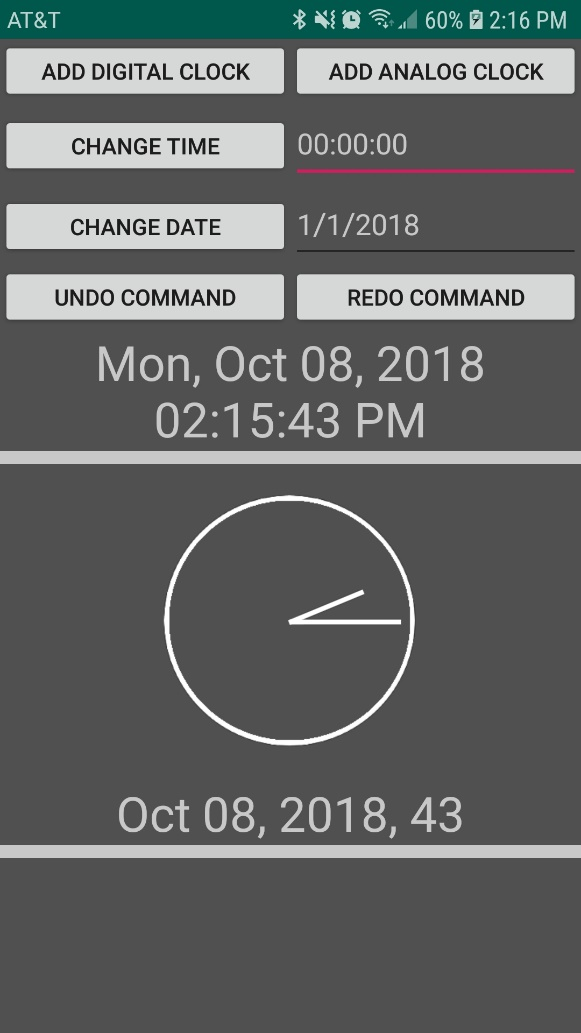 AT&T 60% 2:16 PM
ADD DIGITAL CLOCK ADD ANALOG CLOCK
CHANGE TIME 00:00:00
CHANGE DATE 1/1/2018
UNDO COMMAND REDO COMMAND
Mon, Oct 08, 2018
02:15:43 PM
Oct 08, 2018, 43